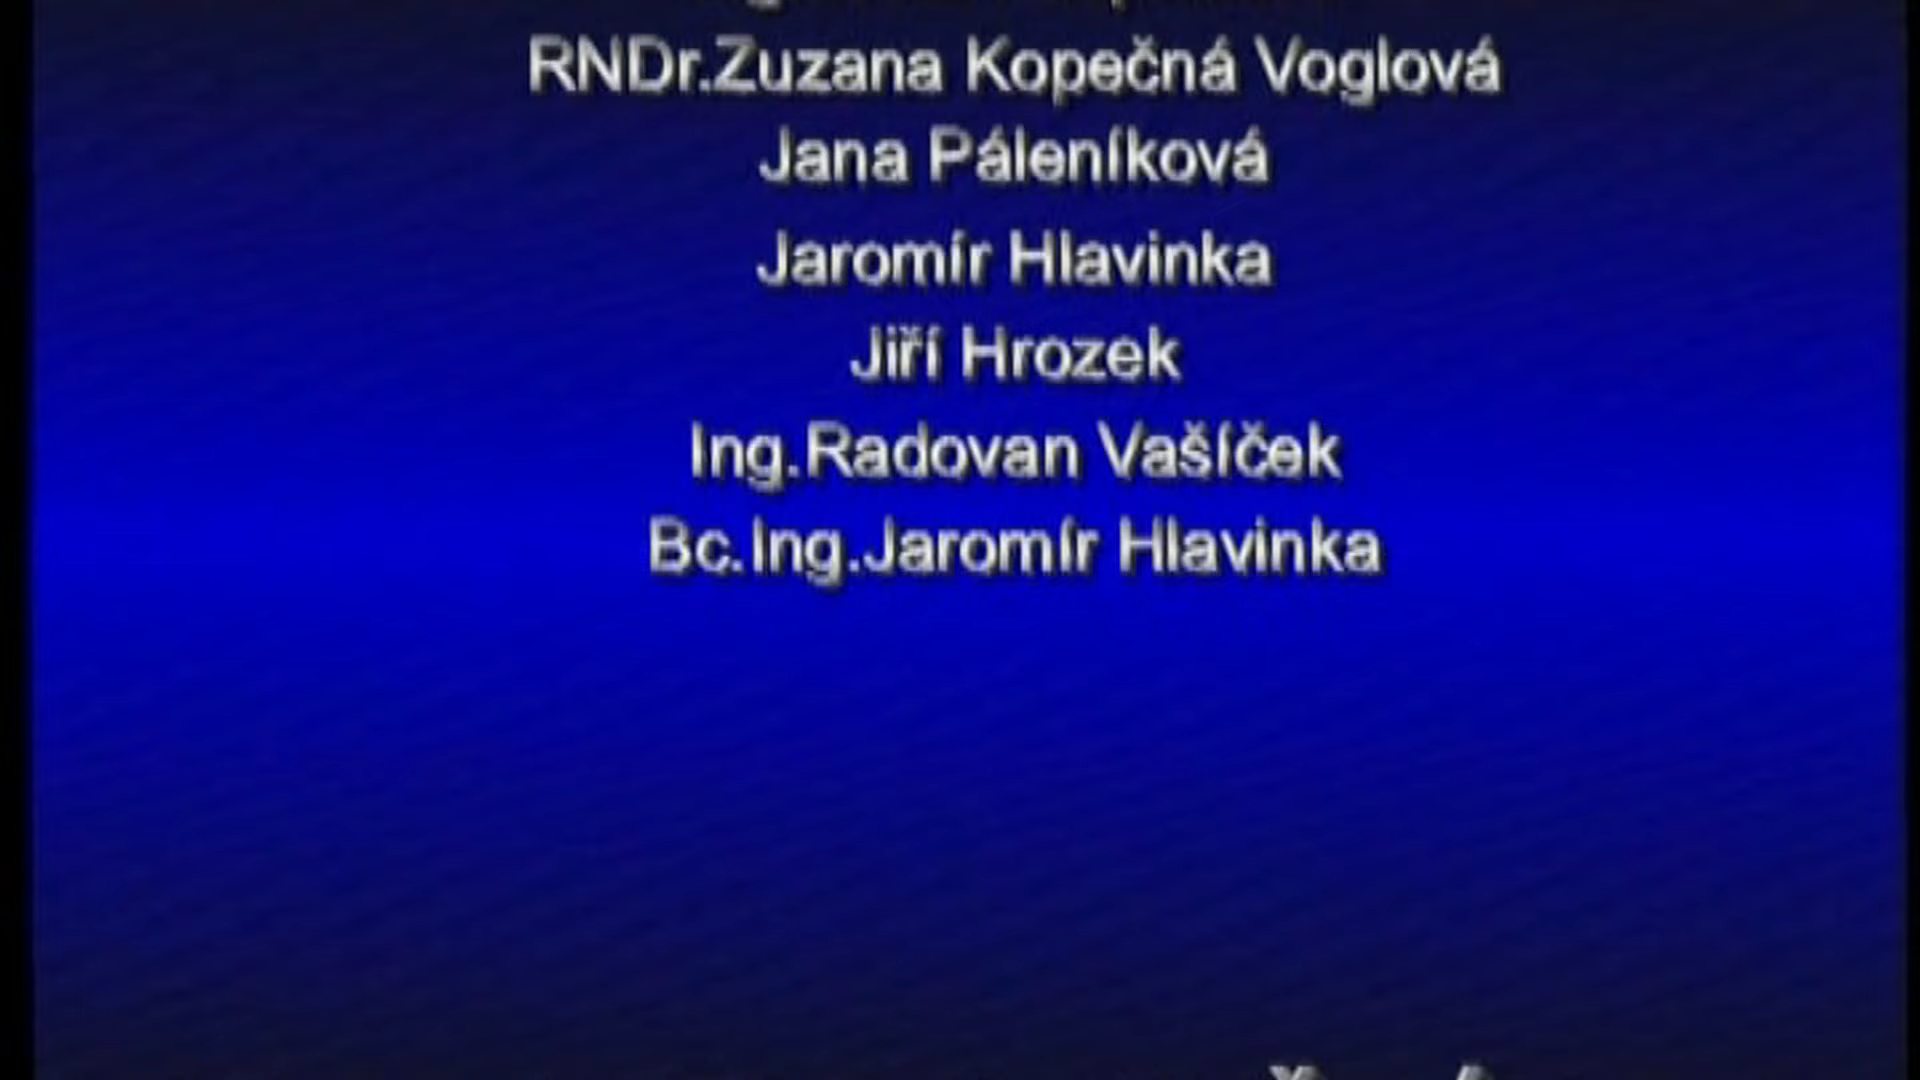 RNDr.Zuzana Kopečná Voglová
Jana Páleníková
Jaromír Hlavinka
Jiří Hrozek
Ing.Radovan Vašíček
Bc.Ing.Jaromír Hlavinka